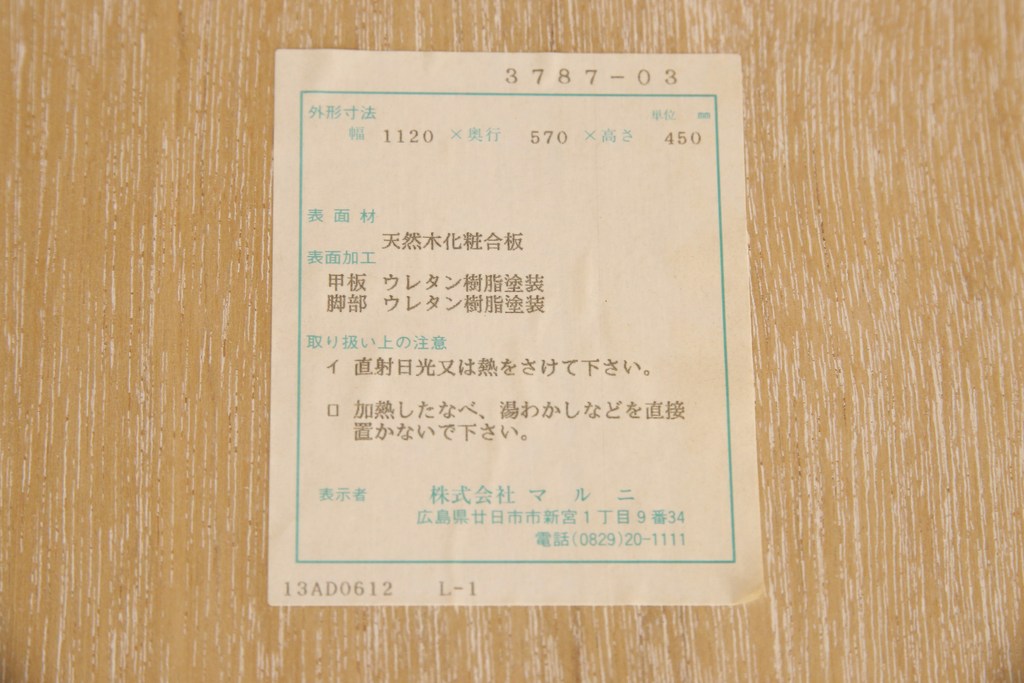 3787-03
外形寸法 単位 ㎜
幅 1120 ×奥行 570 ×高さ 450
表面材
天然木化粧合板
表面加工
甲板 ウレタン樹脂塗装
脚部 ウレタン樹脂塗装
取り扱い上の注意
イ 直射日光又は熱をさけて下さい。
ロ 加熱したなべ、湯わかしなどを直接
置かないで下さい。
表示者 株式会社 マルニ
広島県廿日市市新宮1丁目9番34
電話(0829)20-1111
13AD0612 L-1